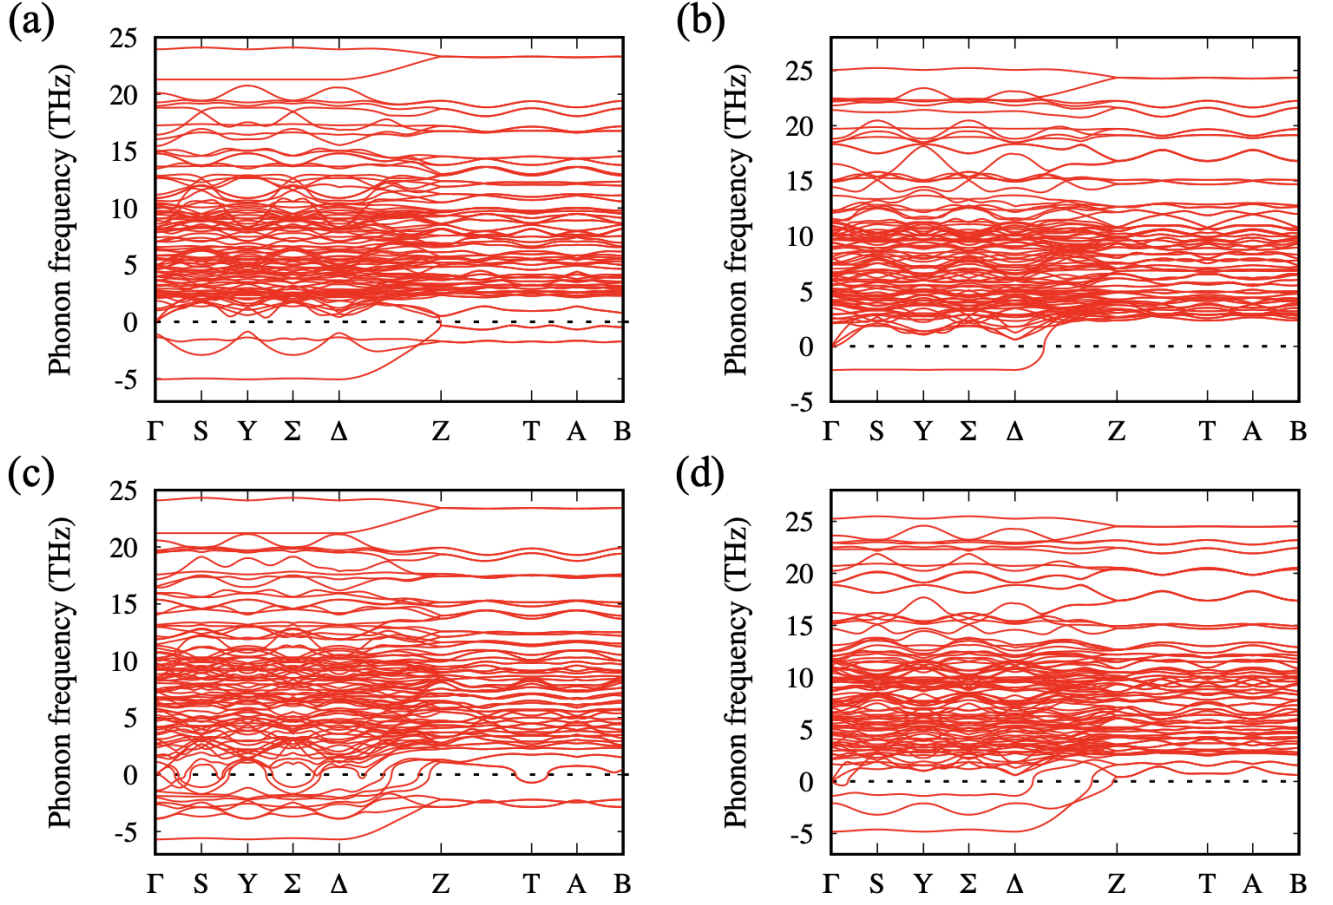 (a)
(b)
Phonon frequency (THz)
25
20
15
10
5
0
-5
Γ S Y Σ Δ Z T A B
Phonon frequency (THz)
25
20
15
10
5
0
-5
Γ S Y Σ Δ Z T A B
(c)
(d)
Phonon frequency (THz)
25
20
15
10
5
0
-5
Γ S Y Σ Δ Z T A B
Phonon frequency (THz)
25
20
15
10
5
0
-5
Γ S Y Σ Δ Z T A B